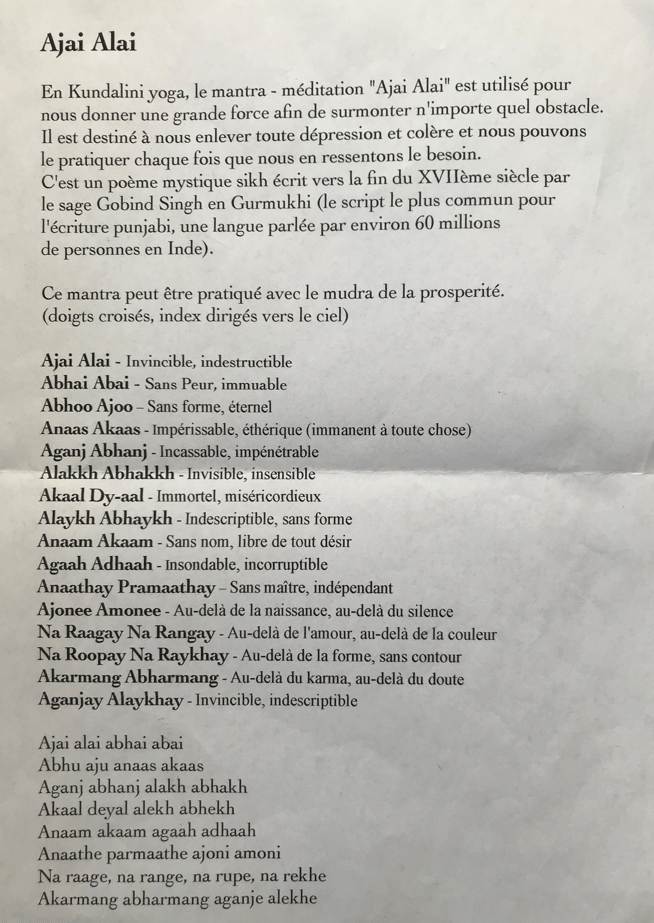 Ajai Alai
En Kundalini yoga, le mantra - méditation "Ajai Alai" est utilisé pour
nous donner une grande force afin de surmonter n'importe quel obstacle.
Il est destiné à nous enlever toute dépression et colère et nous pouvons
le pratiquer chaque fois que nous en ressentons le besoin.
C'est un poème mystique sikh écrit vers la fin du XVIIème siècle par
le sage Gobind Singh en Gurmukhi (le script le plus commun pour
l'écriture punjabi, une langue parlée par environ 60 millions
de personnes en Inde).
Ce mantra peut être pratiqué avec le mudra de la prosperité.
(doigts croisés, index dirigés vers le ciel)
Ajai Alai - Invincible, indestructible
Abhai Abai - Sans Peur, immuable
Abhoo Ajoo – Sans forme, éternel
Anaas Akaas - Impérissable, éthérique (immanent à toute chose)
Aganj Abhanj - Incassable, impénétrable
Alakkh Abhakkh - Invisible, insensible
Akaal Dy-aal - Immortel, miséricordieux
Alaykh Abhaykh - Indescriptible, sans forme
Anaam Akaam - Sans nom, libre de tout désir
Agaah Adhaah - Insondable, incorruptible
Anaathay Pramaathay – Sans maître, indépendant
Ajonee Amonee - Au-delà de la naissance, au-delà du silence
Na Raagay Na Rangay - Au-delà de l'amour, au-delà de la couleur
Na Roopay Na Raykhay - Au-delà de la forme, sans contour
Akarmang Abharmang - Au-delà du karma, au-delà du doute
Aganjay Alaykhay - Invincible, indescriptible
Ajai alai abhai abai
Abhu aju anaas akaas
Aganj abhanj alakh abhakh
Akaal deyal alekh abhekh
Anaam akaam agaah adhaah
Anaathe parmaathe ajoni amoni
Na raage, na range, na rupe, na rekhe
Akarmang abharmang aganje alekhe